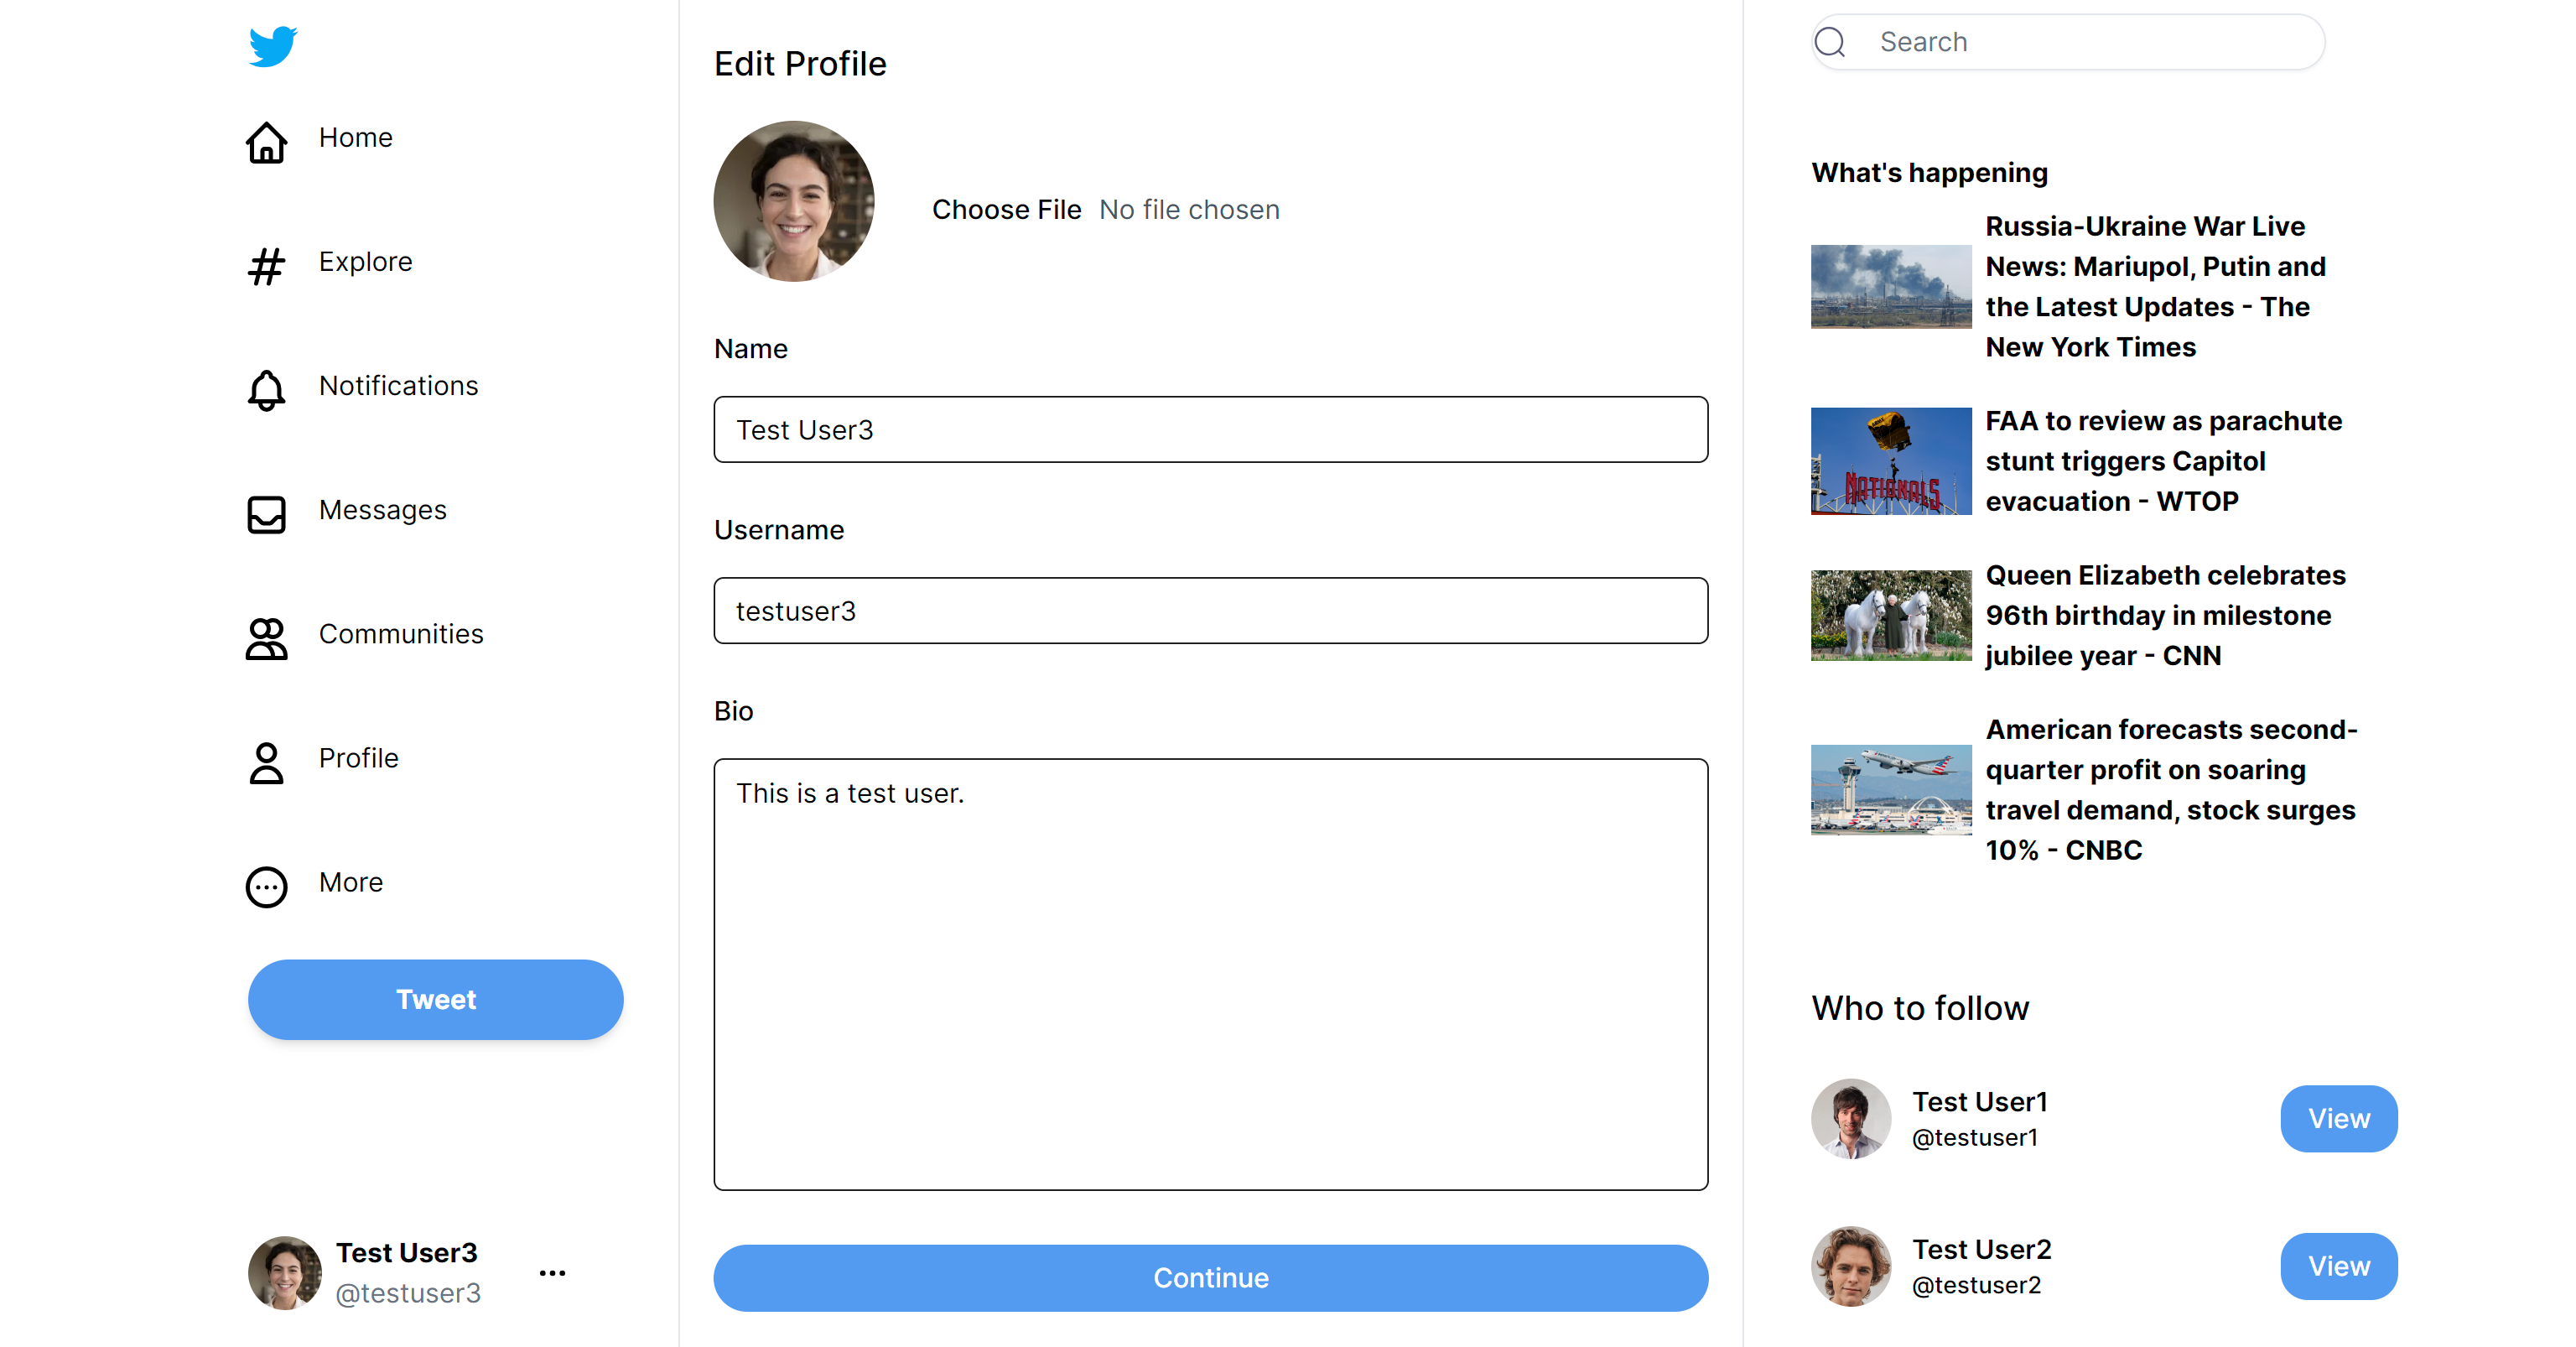 Home
Explore
Notifications
Messages
Communities
Profile
More
Tweet
Test User3
@testuser3
Edit Profile
Choose File No file chosen
Name
Test User3
Username
testuser3
Bio
This is a test user.
Continue
Search
What's happening
Russia-Ukraine War Live
News: Mariupol, Putin and
the Latest Updates - The
New York Times
NATIONALS
FAA to review as parachute
stunt triggers Capitol
evacuation - WTOP
Queen Elizabeth celebrates
96th birthday in milestone
jubilee year - CNN
American forecasts second-
quarter profit on soaring
travel demand, stock surges
10% - CNBC
Who to follow
Test User1
@testuser1
View
Test User2
@testuser2
View